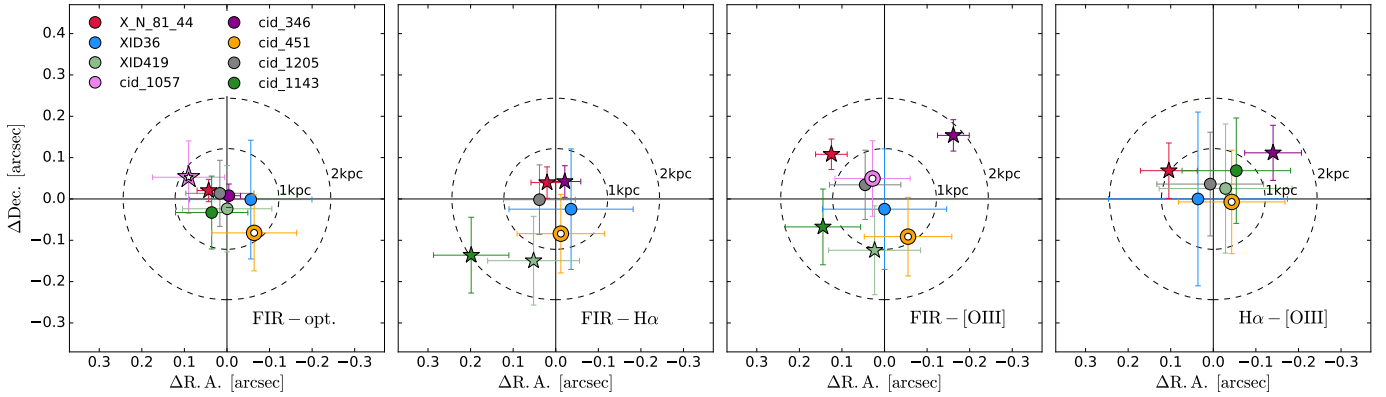 X_N_81_44
XID36
XID419
cid_1057
cid_346
cid_451
cid_1205
cid_1143
ΔDec. [arcsec]
0.4
0.3
0.2
0.1
0.0
−0.1
−0.2
−0.3
1kpc
2kpc
FIR − opt.
0.3 0.2 0.1 0.0 −0.1 −0.2 −0.3
ΔR. A. [arcsec]
1kpc
2kpc
FIR − Hα
0.3 0.2 0.1 0.0 −0.1 −0.2 −0.3
ΔR. A. [arcsec]
1kpc
2kpc
FIR − [OIII]
0.3 0.2 0.1 0.0 −0.1 −0.2 −0.3
ΔR. A. [arcsec]
1kpc
2kpc
Hα − [OIII]
0.3 0.2 0.1 0.0 −0.1 −0.2 −0.3
ΔR. A. [arcsec]